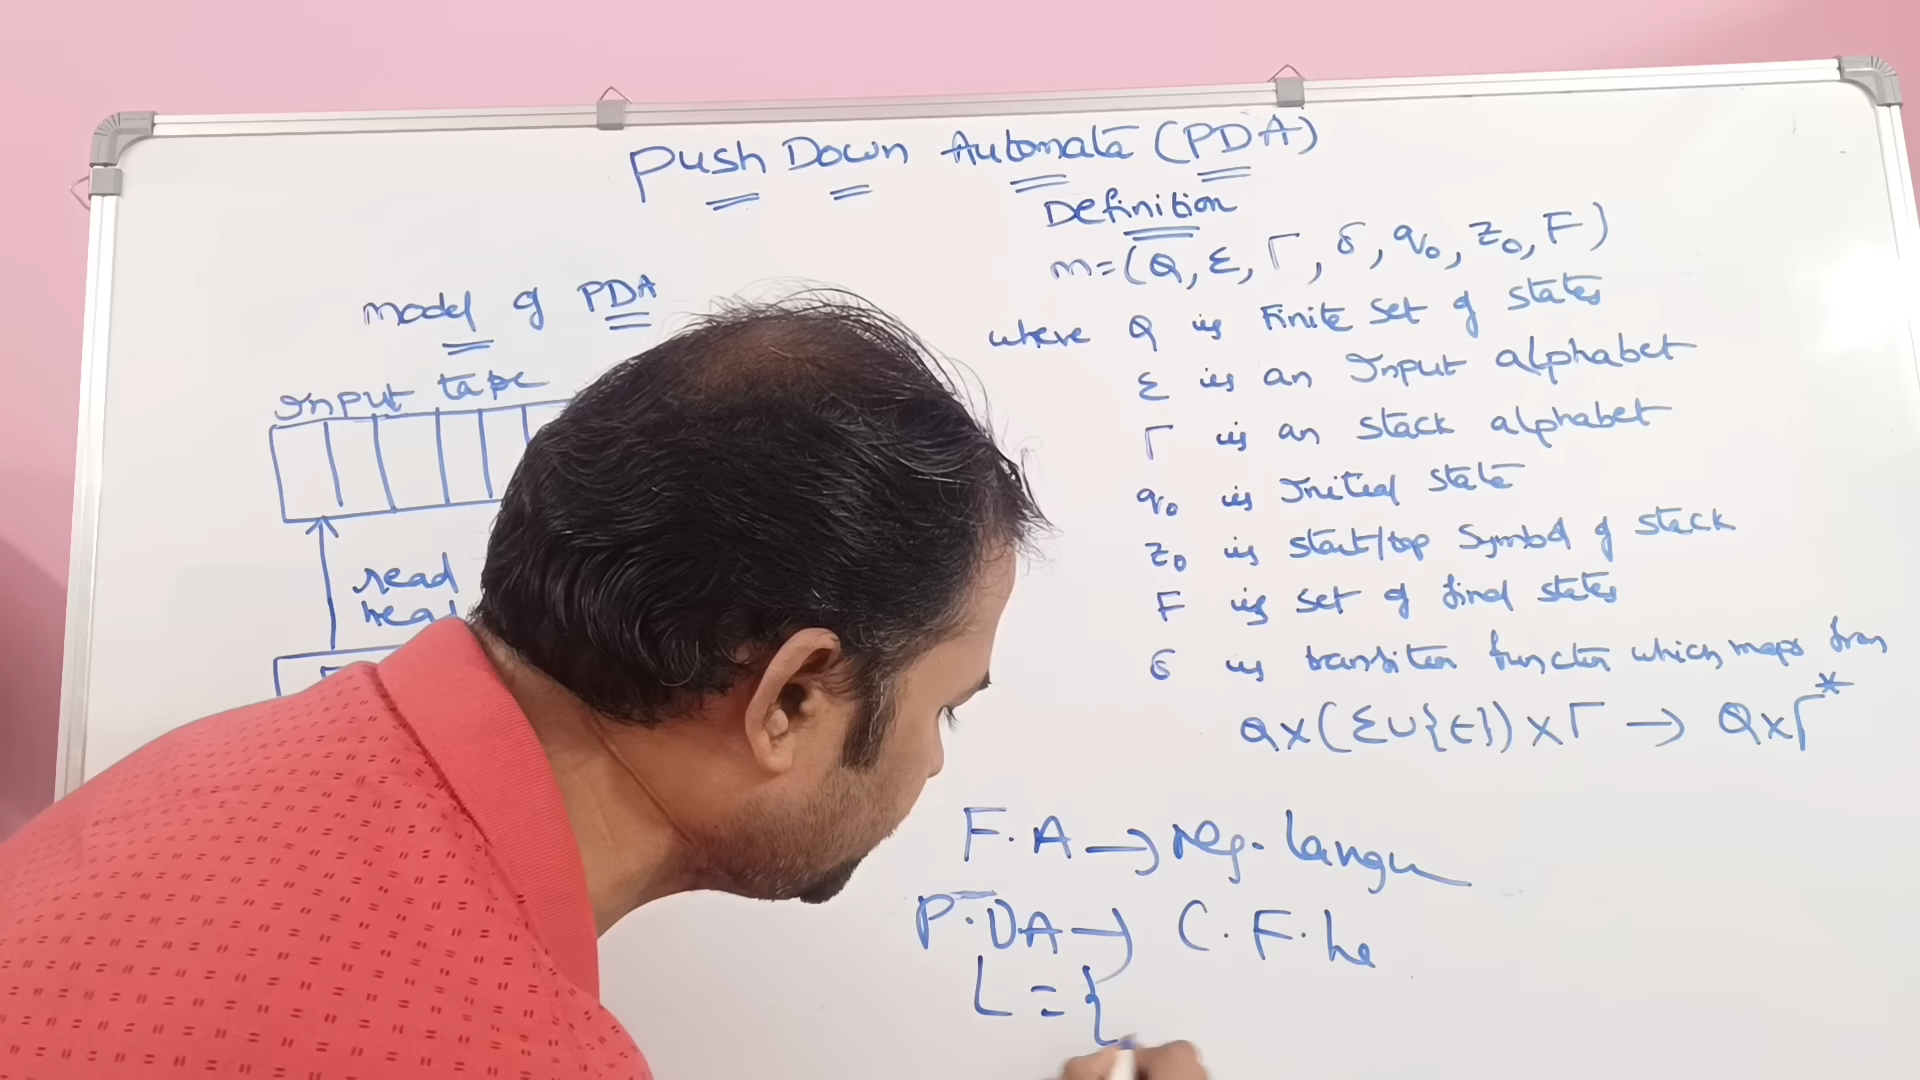 Push Down Automata (PDA)
Definition
m=(Q, Σ, Γ, δ, q₀, z₀, F)
where Q is Finite set of states
Σ is an Input alphabet
Γ is an stack alphabet
q₀ is Initial state
z₀ is start/top Symbol of stack
F is set of final states
δ is transition function which maps from
Q×(Σ∪{ε})×Γ → Q×Γ*
model of PDA
Input tape
read
head
F.A → reg. Langu
P.DA → C.F.La
L = {